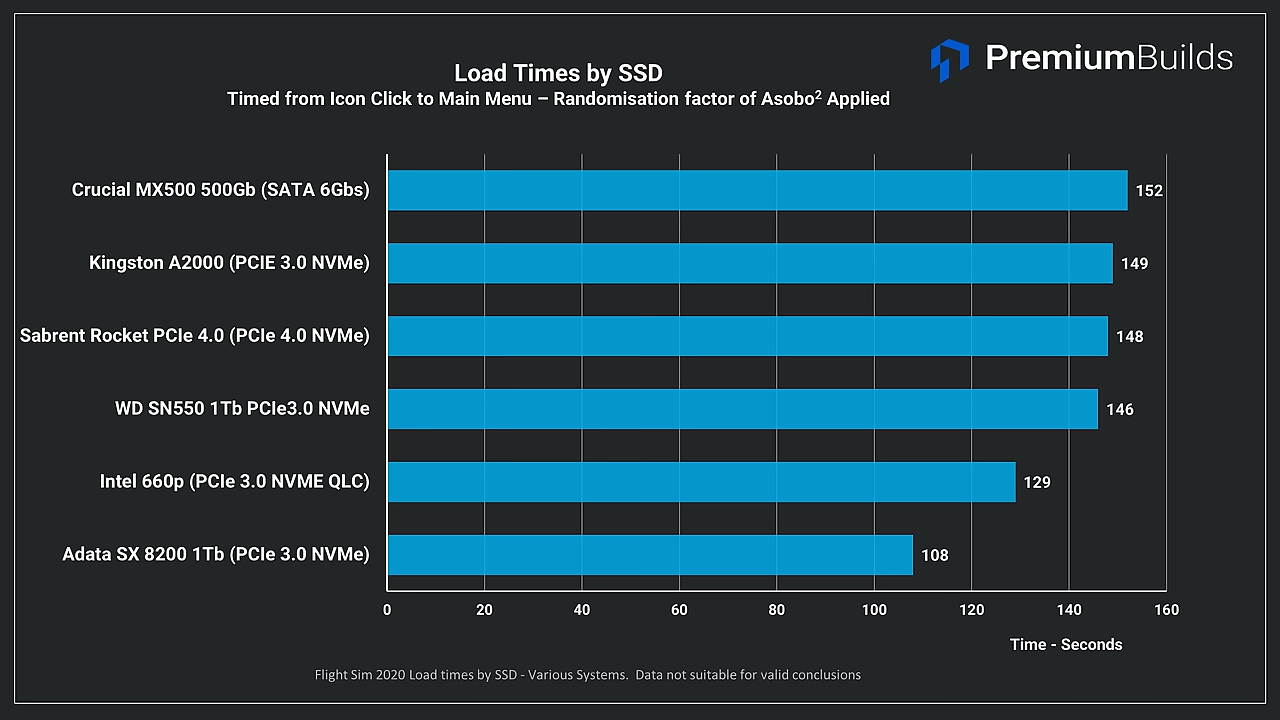 PremiumBuilds
Load Times by SSD
Timed from Icon Click to Main Menu – Randomisation factor of Asobo² Applied
Crucial MX500 500Gb (SATA 6Gbs)
152
Kingston A2000 (PCIE 3.0 NVMe)
149
Sabrent Rocket PCIe 4.0 (PCIe 4.0 NVMe)
148
WD SN550 1Tb PCIe3.0 NVMe
146
Intel 660p (PCIe 3.0 NVME QLC)
129
Adata SX 8200 1Tb (PCIe 3.0 NVMe)
108
0 20 40 60 80 100 120 140 160
Time - Seconds
Flight Sim 2020 Load times by SSD - Various Systems.  Data not suitable for valid conclusions